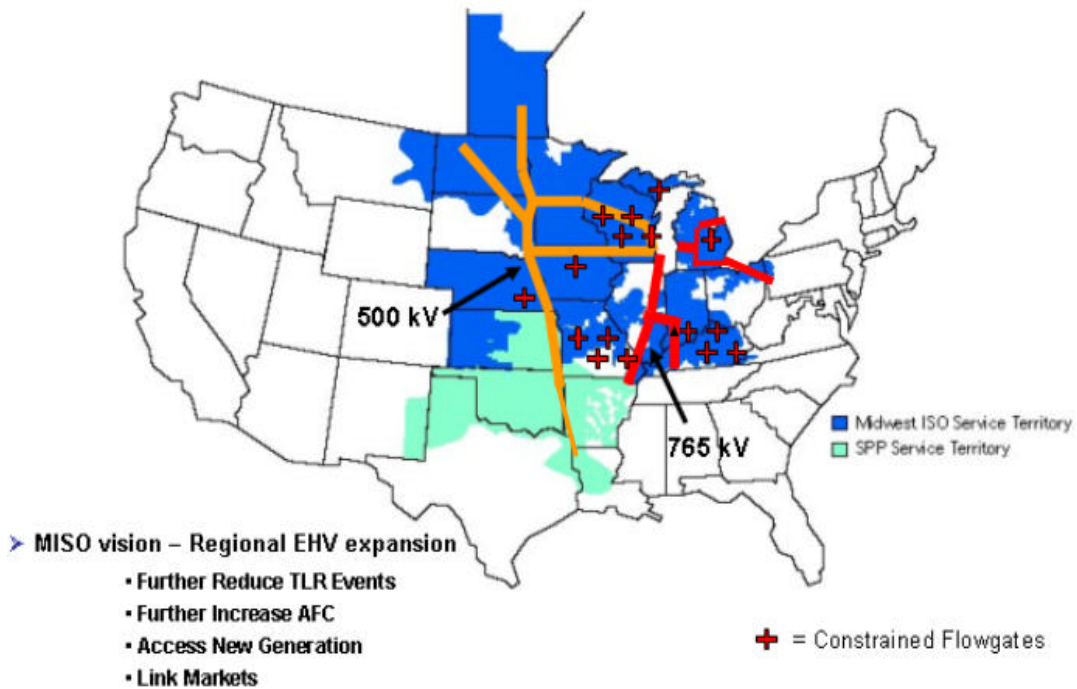 500 kV
765 kV
Midwest ISO Service Territory
SPP Service Territory
➢ MISO vision – Regional EHV expansion
• Further Reduce TLR Events
• Further Increase AFC
• Access New Generation
• Link Markets
= Constrained Flowgates